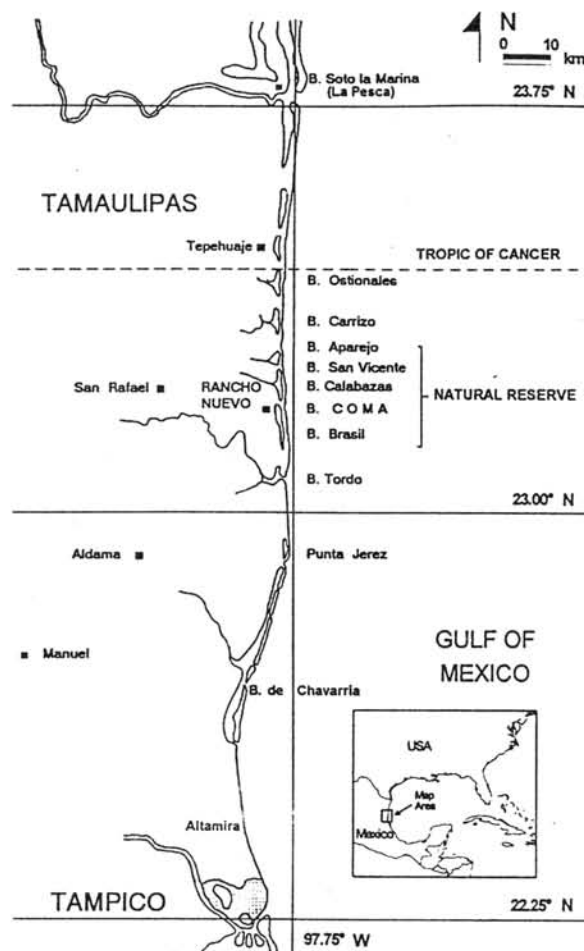 N
0 10
km
B. Soto la Marina
(La Pesca)
23.75° N
TAMAULIPAS
Tepehuaje
TROPIC OF CANCER
B. Ostionales
B. Carrizo
B. Aparejo
B. San Vicente
San Rafael
RANCHO
NUEVO
B. Calabazas
NATURAL RESERVE
B. COMA
B. Brasil
B. Tordo
23.00° N
Aldama
Punta Jerez
Manuel
GULF OF
MEXICO
B. de Chavarria
USA
Map
Area
Mexico
Altamira
TAMPICO
22.25° N
97.75° W